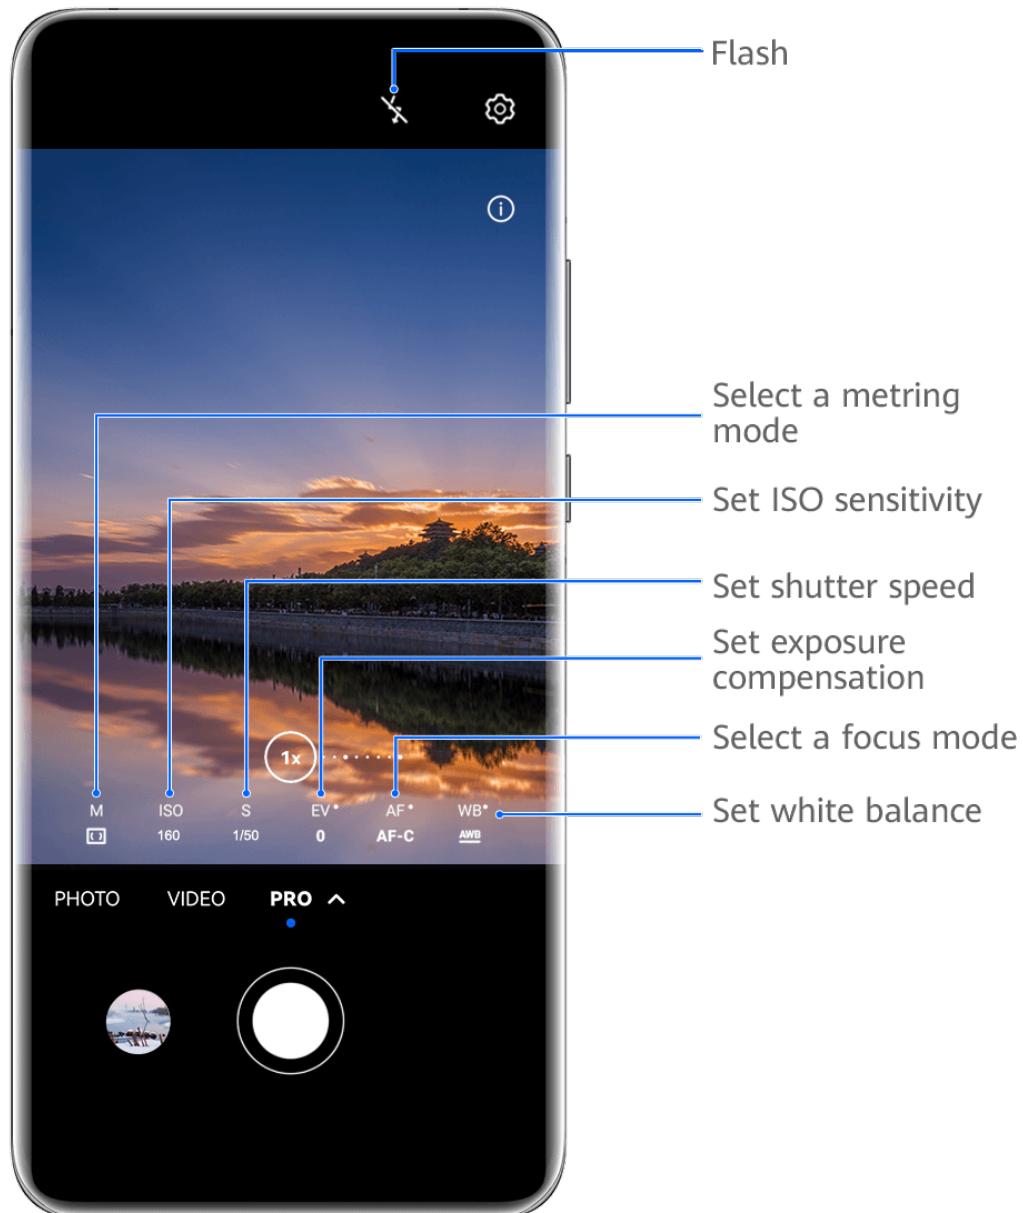 Flash
Select a metring
mode
Set ISO sensitivity
Set shutter speed
Set exposure
compensation
Select a focus mode
1x
M ISO S EV AF WB
Set white balance
160 1/50 0 AF-C AWB
PHOTO VIDEO PRO